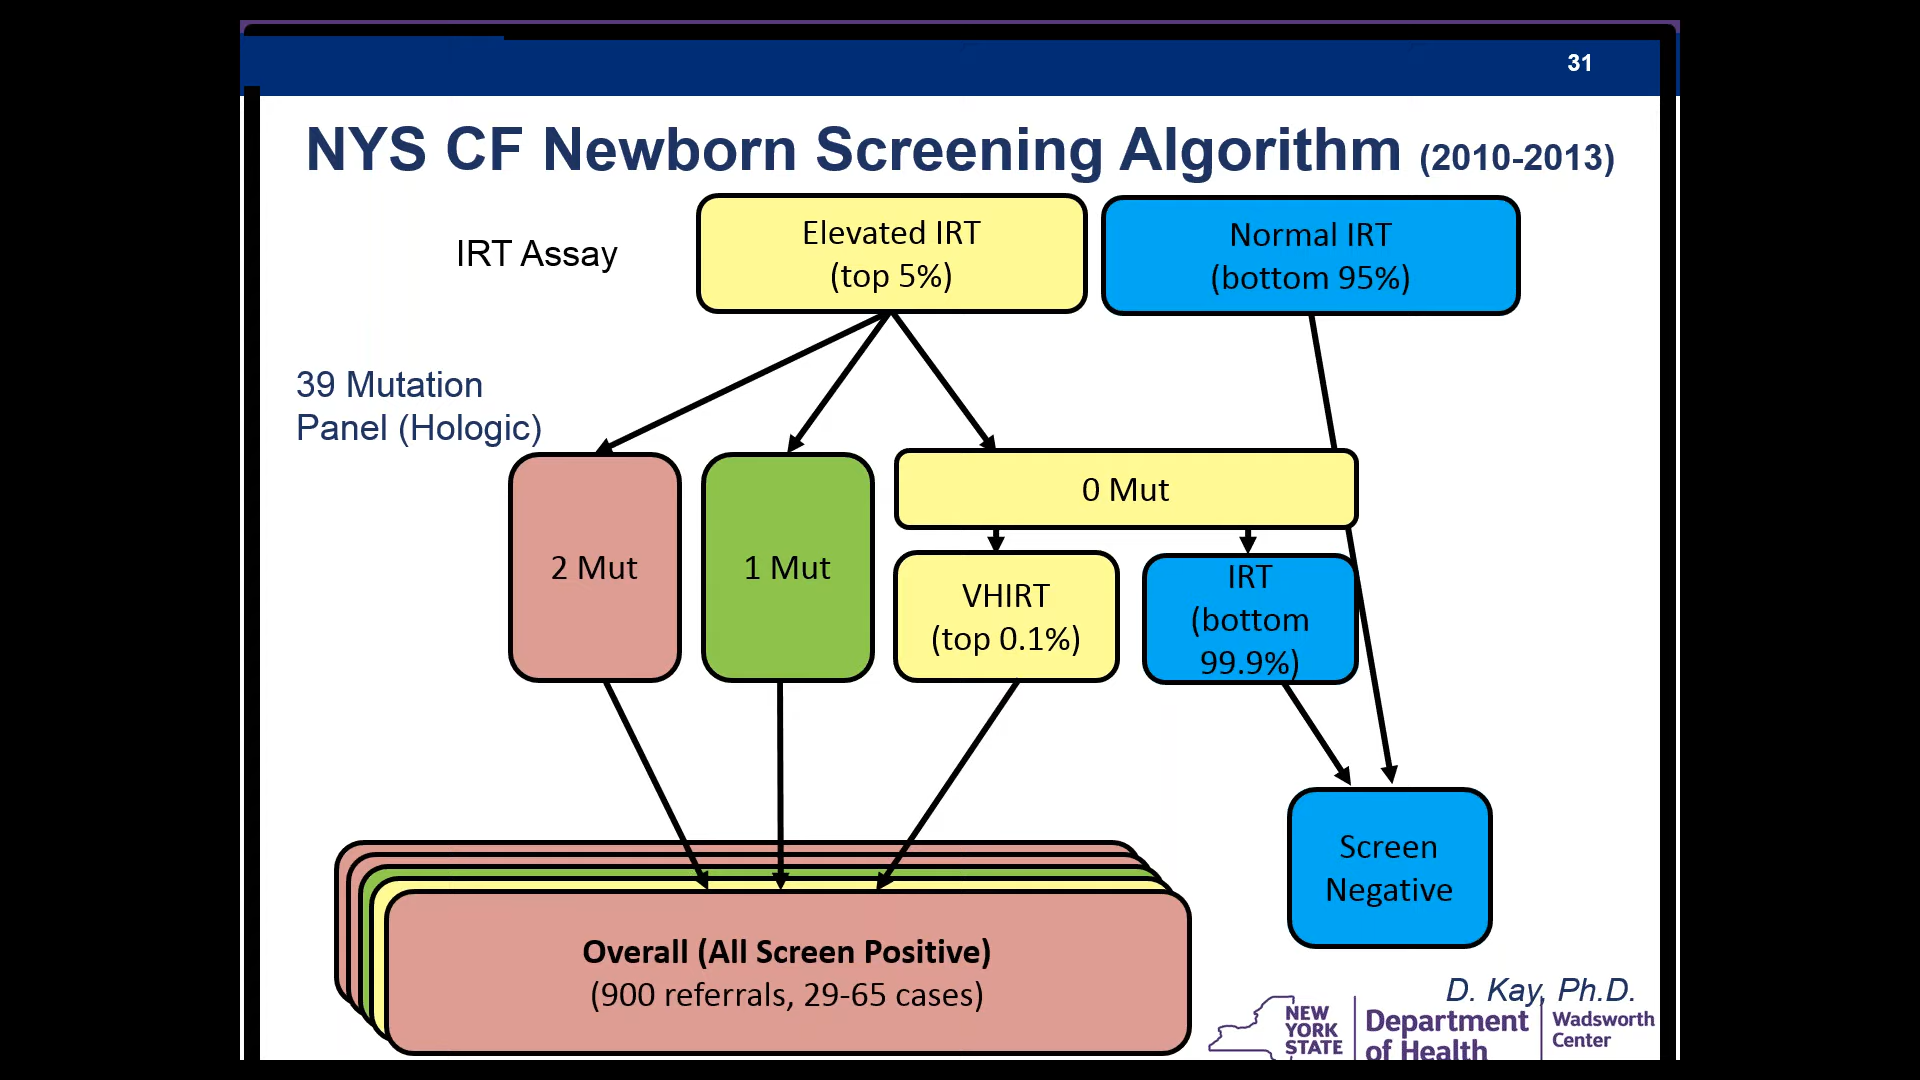 31
NYS CF Newborn Screening Algorithm (2010-2013)
IRT Assay
Elevated IRT
(top 5%)
Normal IRT
(bottom 95%)
39 Mutation
Panel (Hologic)
2 Mut
1 Mut
0 Mut
VHIRT
(top 0.1%)
IRT
(bottom
99.9%)
Screen
Negative
Overall (All Screen Positive)
(900 referrals, 29-65 cases)
D. Kay, Ph.D.
NEW
YORK
STATE
Department
of Health
Wadsworth
Center